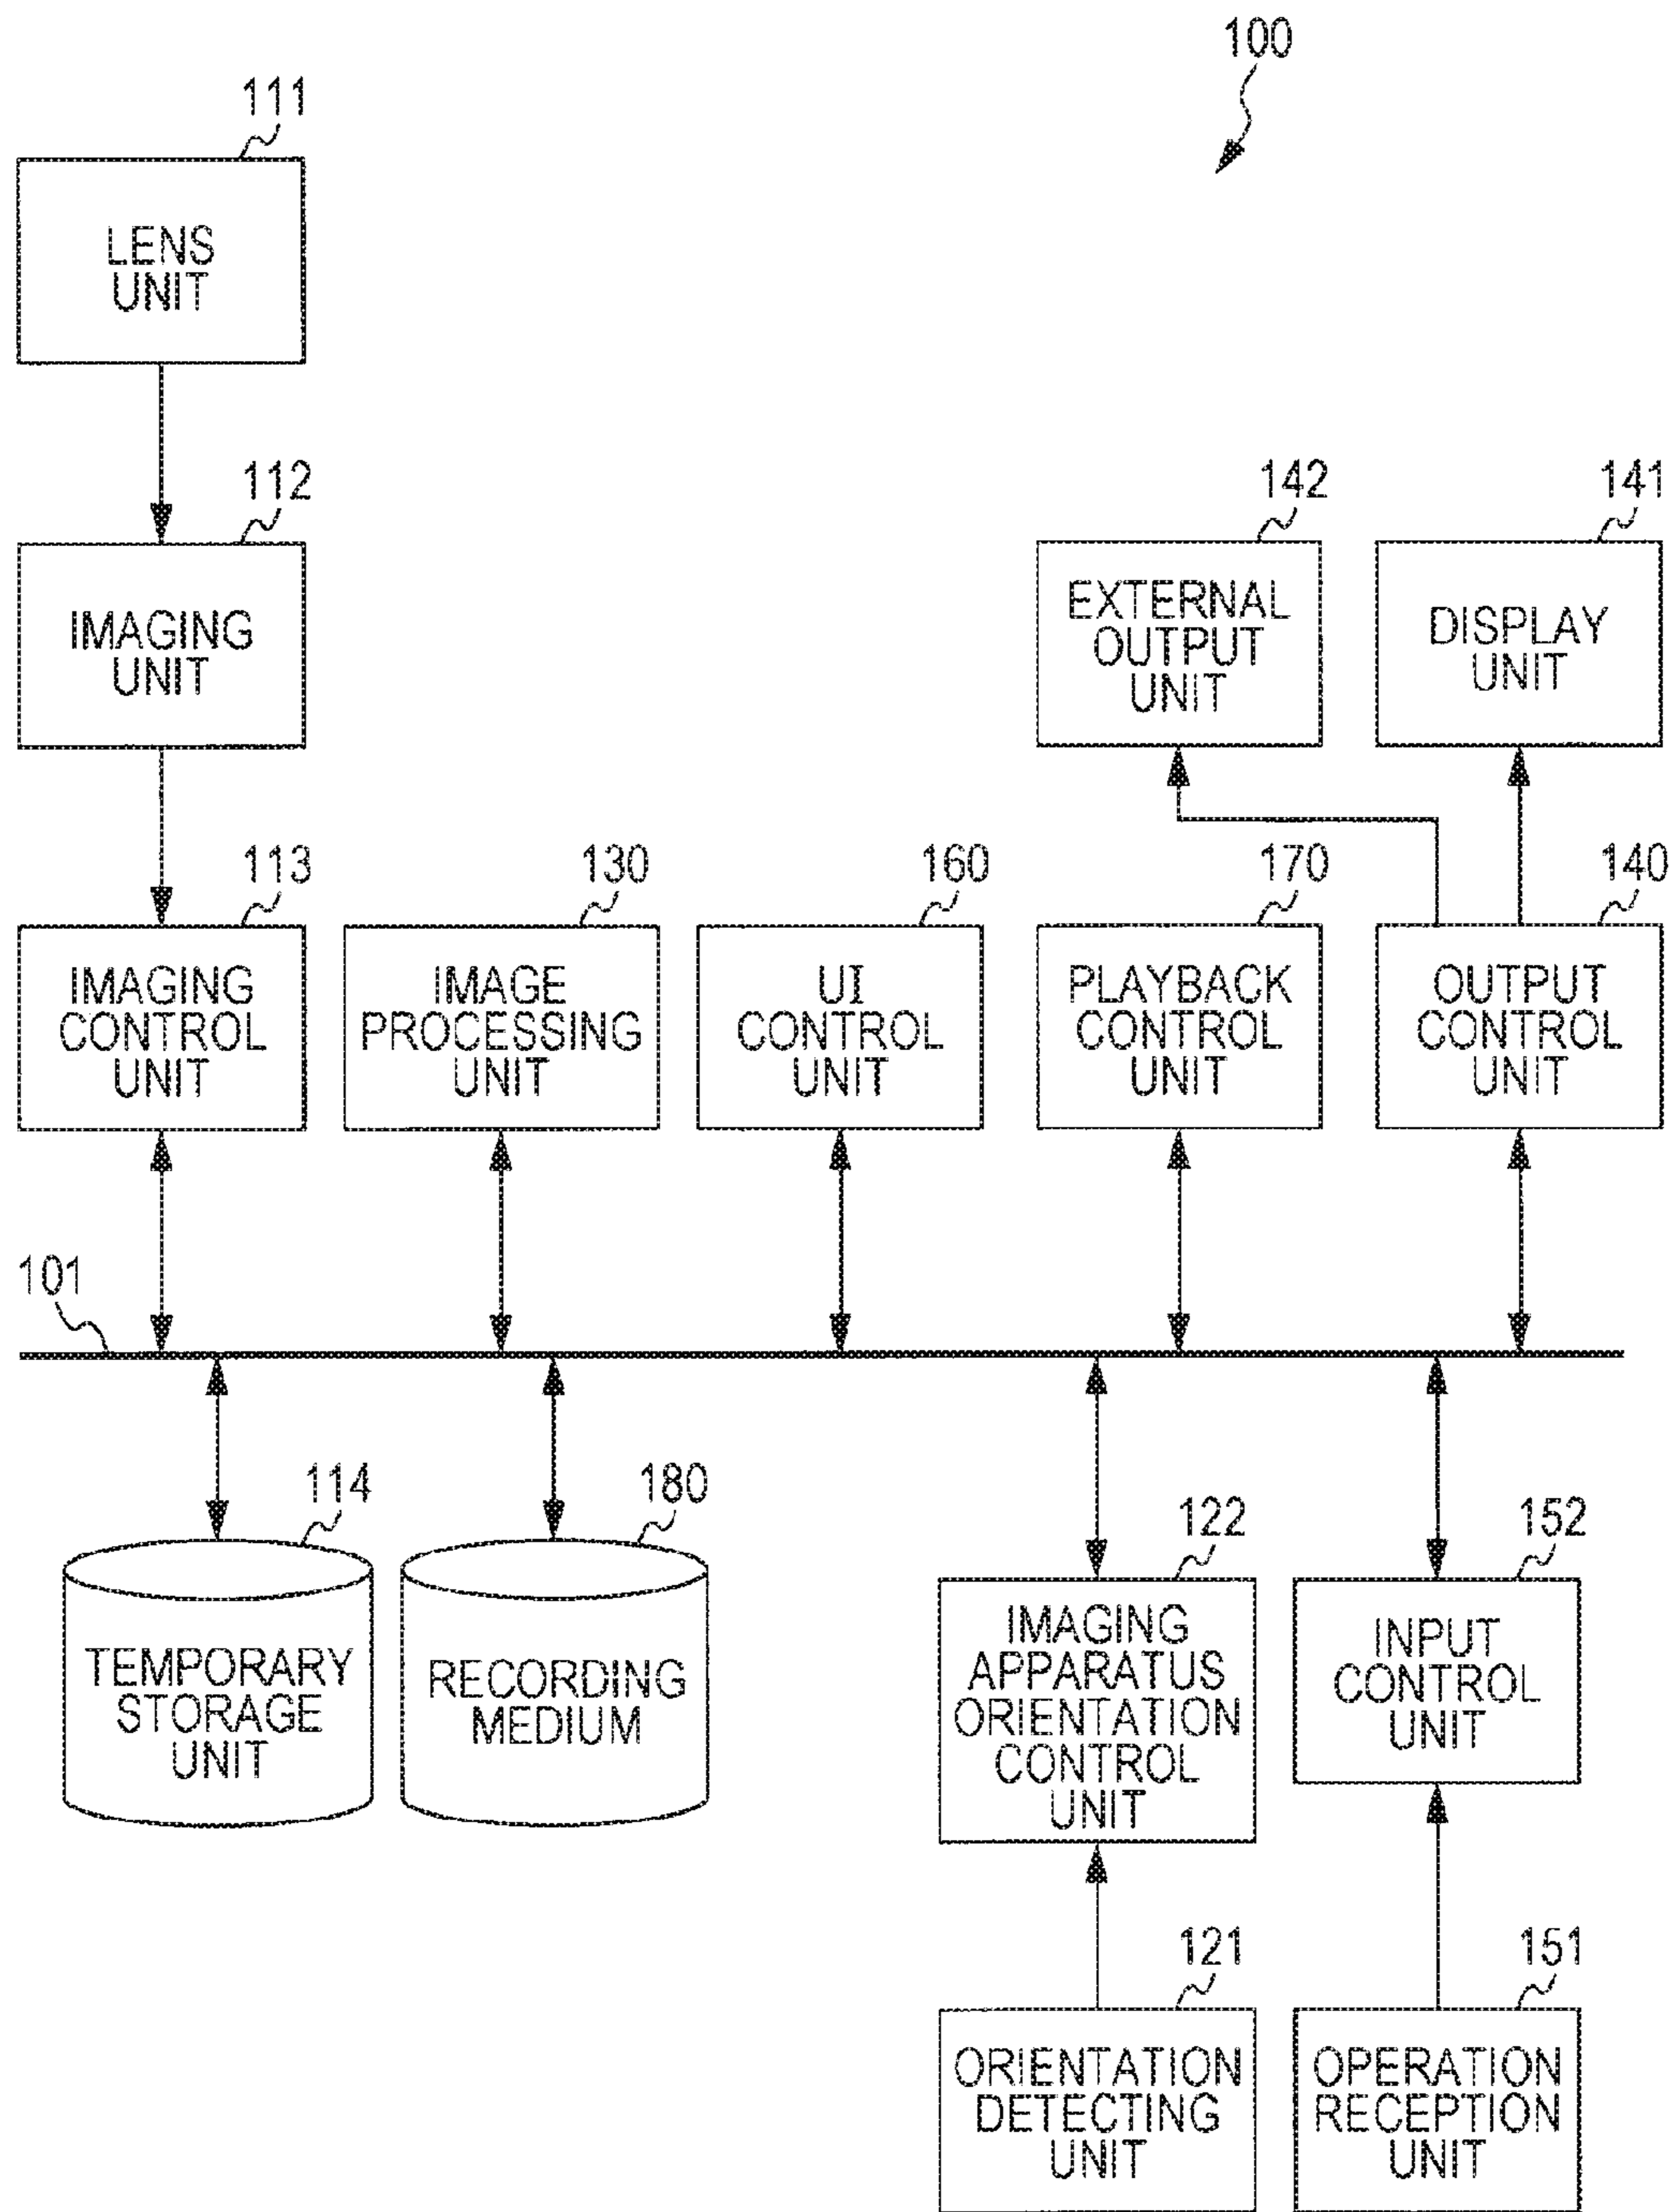 100
111
LENS
UNIT
112
IMAGING
UNIT
142
EXTERNAL
OUTPUT
UNIT
141
DISPLAY
UNIT
113
IMAGING
CONTROL
UNIT
130
IMAGE
PROCESSING
UNIT
160
UI
CONTROL
UNIT
170
PLAYBACK
CONTROL
UNIT
140
OUTPUT
CONTROL
UNIT
101
114
TEMPORARY
STORAGE
UNIT
180
RECORDING
MEDIUM
122
IMAGING
APPARATUS
ORIENTATION
CONTROL
UNIT
152
INPUT
CONTROL
UNIT
121
ORIENTATION
DETECTING
UNIT
151
OPERATION
RECEPTION
UNIT